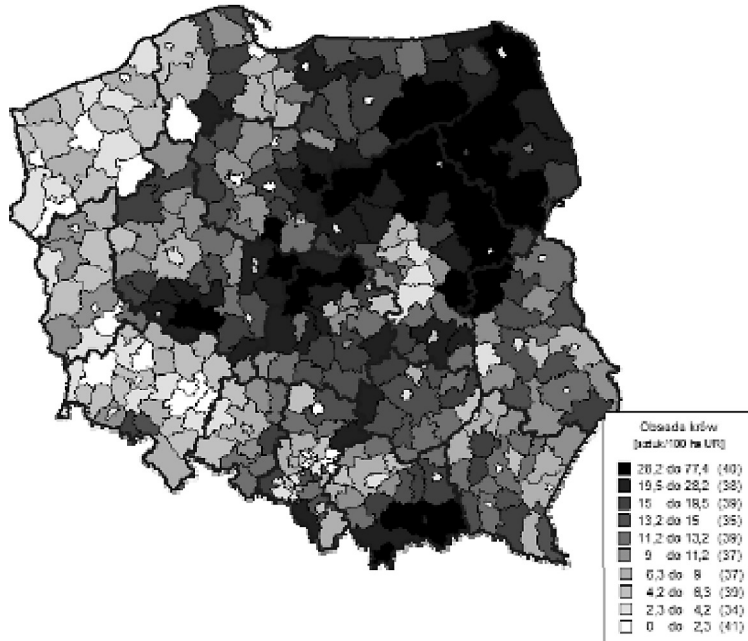 Obsada krów
[sztuk/100 ha UR]
28,2 do 77,4 (40)
19,5 do 28,2 (38)
15 do 19,5 (39)
13,2 do 15 (35)
11,2 do 13,2 (39)
9 do 11,2 (37)
6,3 do 9 (37)
4,2 do 6,3 (39)
2,3 do 4,2 (34)
0 do 2,3 (41)